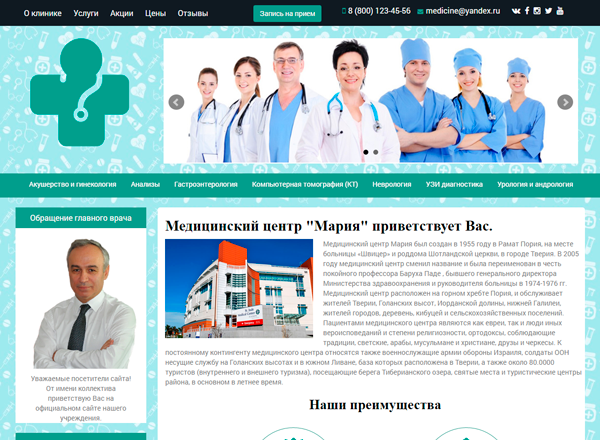 О клинике Услуги Акции Цены Отзывы Запись на прием 8 (800) 123-45-56 medicine@yandex.ru
Акушерство и гинекология Анализы Гастроэнтерология Компьютерная томография (КТ) Неврология УЗИ диагностика Урология и андрология
Обращение главного врача
Уважаемые посетители сайта!
От имени коллектива
приветствую Вас на
официальном сайте нашего
учреждения.
Медицинский центр "Мария" приветствует Вас.
Медицинский центр Мария был создан в 1955 году в Рамат Пория, на месте
больницы «Швицер» и роддома Шотландской церкви, в городе Тверия. В 2005
году медицинский центр сменил название и была переименован в честь
покойного профессора Баруха Паде , бывшего генерального директора
Министерства здравоохранения и руководителя больницы в 1974-1976 гг.
Медицинский центр расположен на горном хребте Пория, и обслуживает
жителей Тверии, Голанских высот, Иорданской долины, нижней Галилеи,
жителей городов, деревень, кибуцей и сельскохозяйственных поселений.
Пациентами медицинского центра являются как евреи, так и люди иных
вероисповеданий и степени религиозности, ортодоксы, соблюдающие
традиции, светские, арабы, мусульмане и христиане, друзы и черкесы. К
постоянному контингенту медицинского центра относятся также военнослужащие армии обороны Израиля, солдаты ООН
несущие службу на Голанских высотах и в южном Ливане, база которых расположена в Тверии, а также около 80.0000
туристов (внутреннего и внешнего туризма), посещающие берега Тиберианского озера, святые места и туристические центры
района, в основном в летнее время.
Наши преимущества